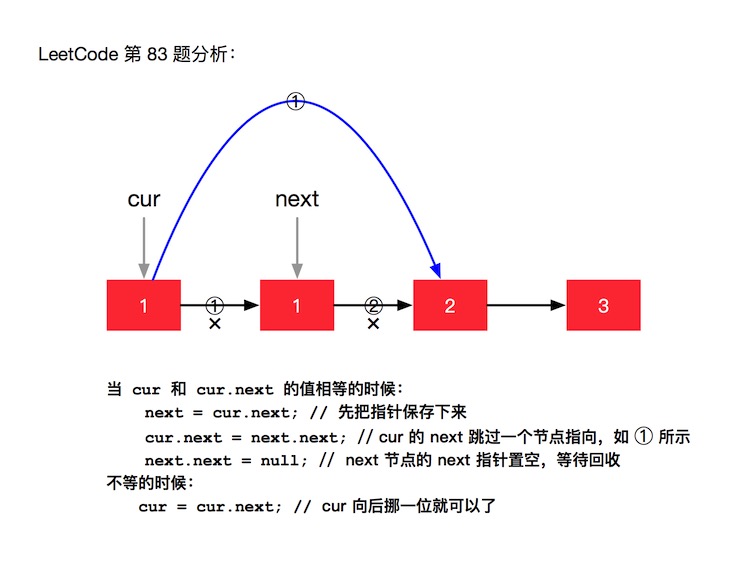 LeetCode 第 83 题分析：
①
cur next
1 ① 1 ② 2 3
× ×
当 cur 和 cur.next 的值相等的时候：
next = cur.next; // 先把指针保存下来
cur.next = next.next; // cur 的 next 跳过一个节点指向，如 ① 所示
next.next = null; // next 节点的 next 指针置空，等待回收
不等的时候：
cur = cur.next; // cur 向后挪一位就可以了